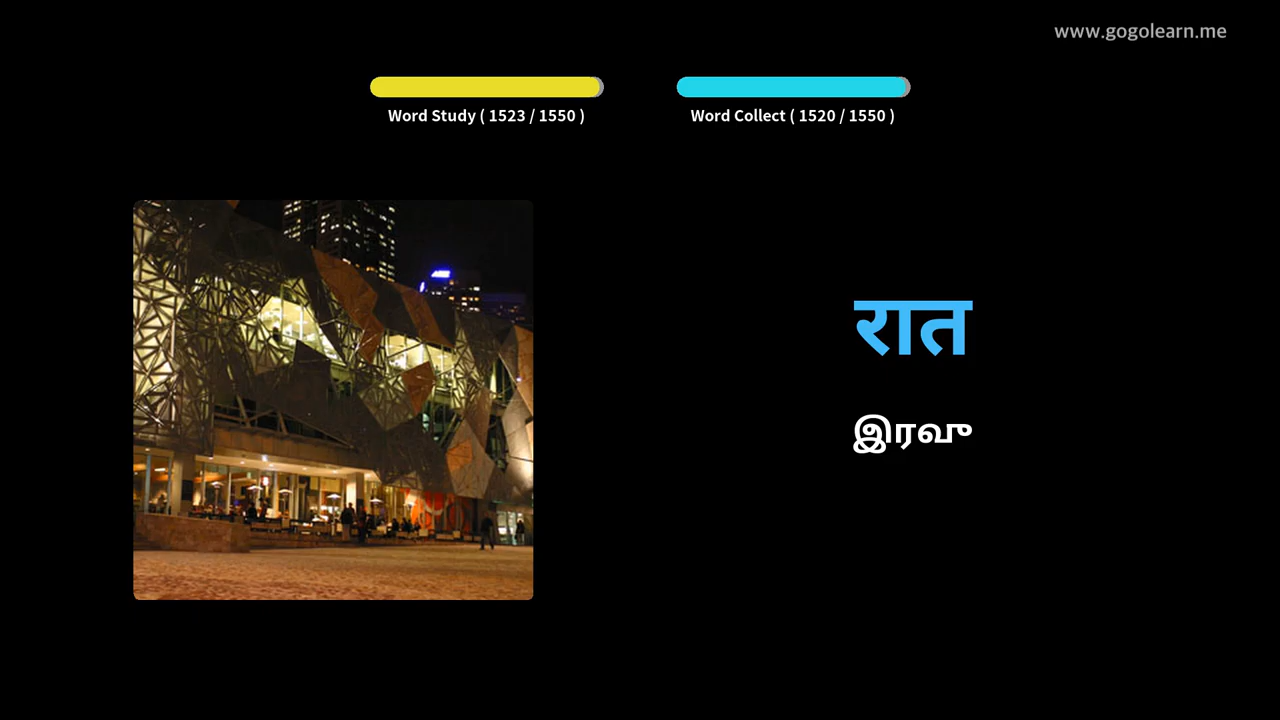 www.gogolearn.me
Word Study ( 1523 / 1550 )
Word Collect ( 1520 / 1550 )
रात
இரவு